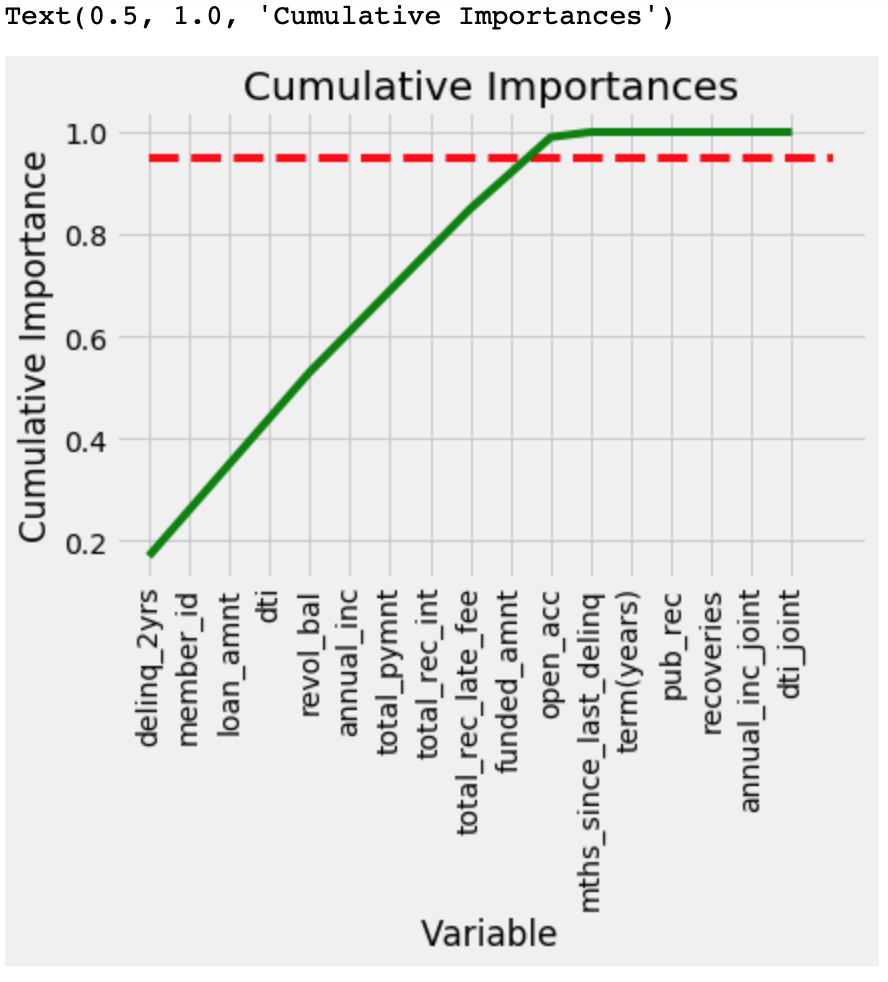 Text(0.5, 1.0, 'Cumulative Importances')
Cumulative Importances
Cumulative Importance
1.0
0.8
0.6
0.4
0.2
delinq_2yrs
member_id
loan_amnt
dti
revol_bal
annual_inc
total_pymnt
total_rec_int
total_rec_late_fee
funded_amnt
open_acc
mths_since_last_delinq
term(years)
pub_rec
recoveries
annual_inc_joint
dti_joint
Variable